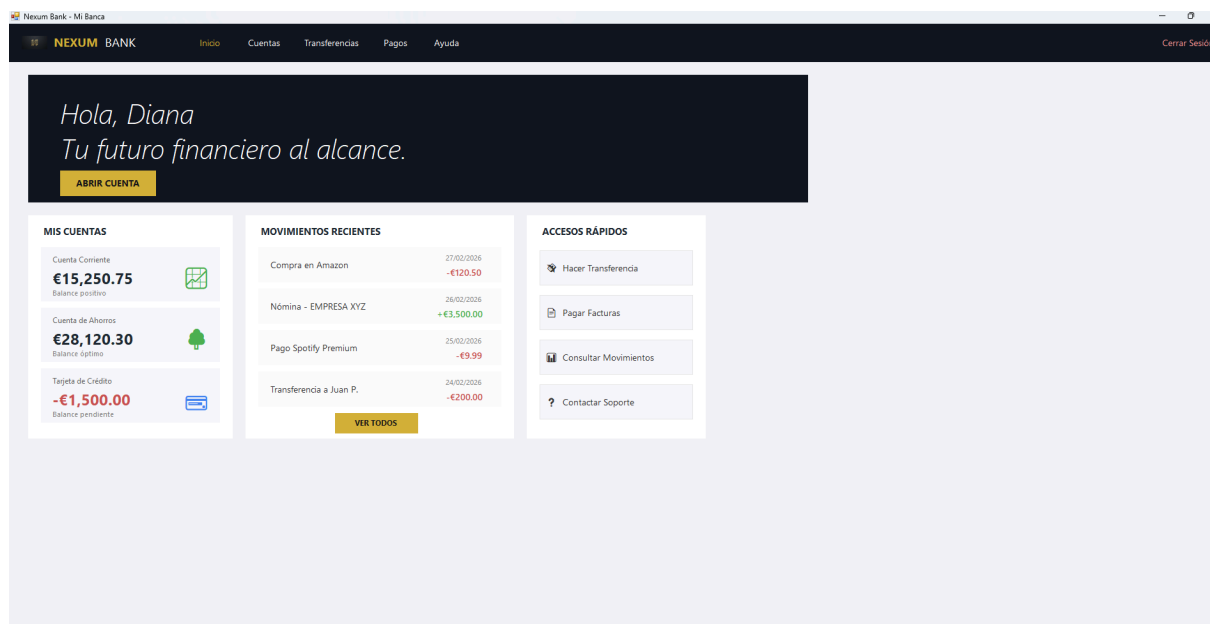 Nexum Bank - Mi Banca
NEXUM BANK
Inicio
Cuentas
Transferencias
Pagos
Ayuda
Cerrar Sesió
Hola, Diana
Tu futuro financiero al alcance.
ABRIR CUENTA
MIS CUENTAS
Cuenta Corriente
€15,250.75
Balance positivo
Cuenta de Ahorros
€28,120.30
Balance óptimo
Tarjeta de Crédito
-€1,500.00
Balance pendiente
MOVIMIENTOS RECIENTES
Compra en Amazon
27/02/2026
-€120.50
Nómina - EMPRESA XYZ
26/02/2026
+€3,500.00
Pago Spotify Premium
25/02/2026
-€9.99
Transferencia a Juan P.
24/02/2026
-€200.00
VER TODOS
ACCESOS RÁPIDOS
Hacer Transferencia
Pagar Facturas
Consultar Movimientos
? Contactar Soporte